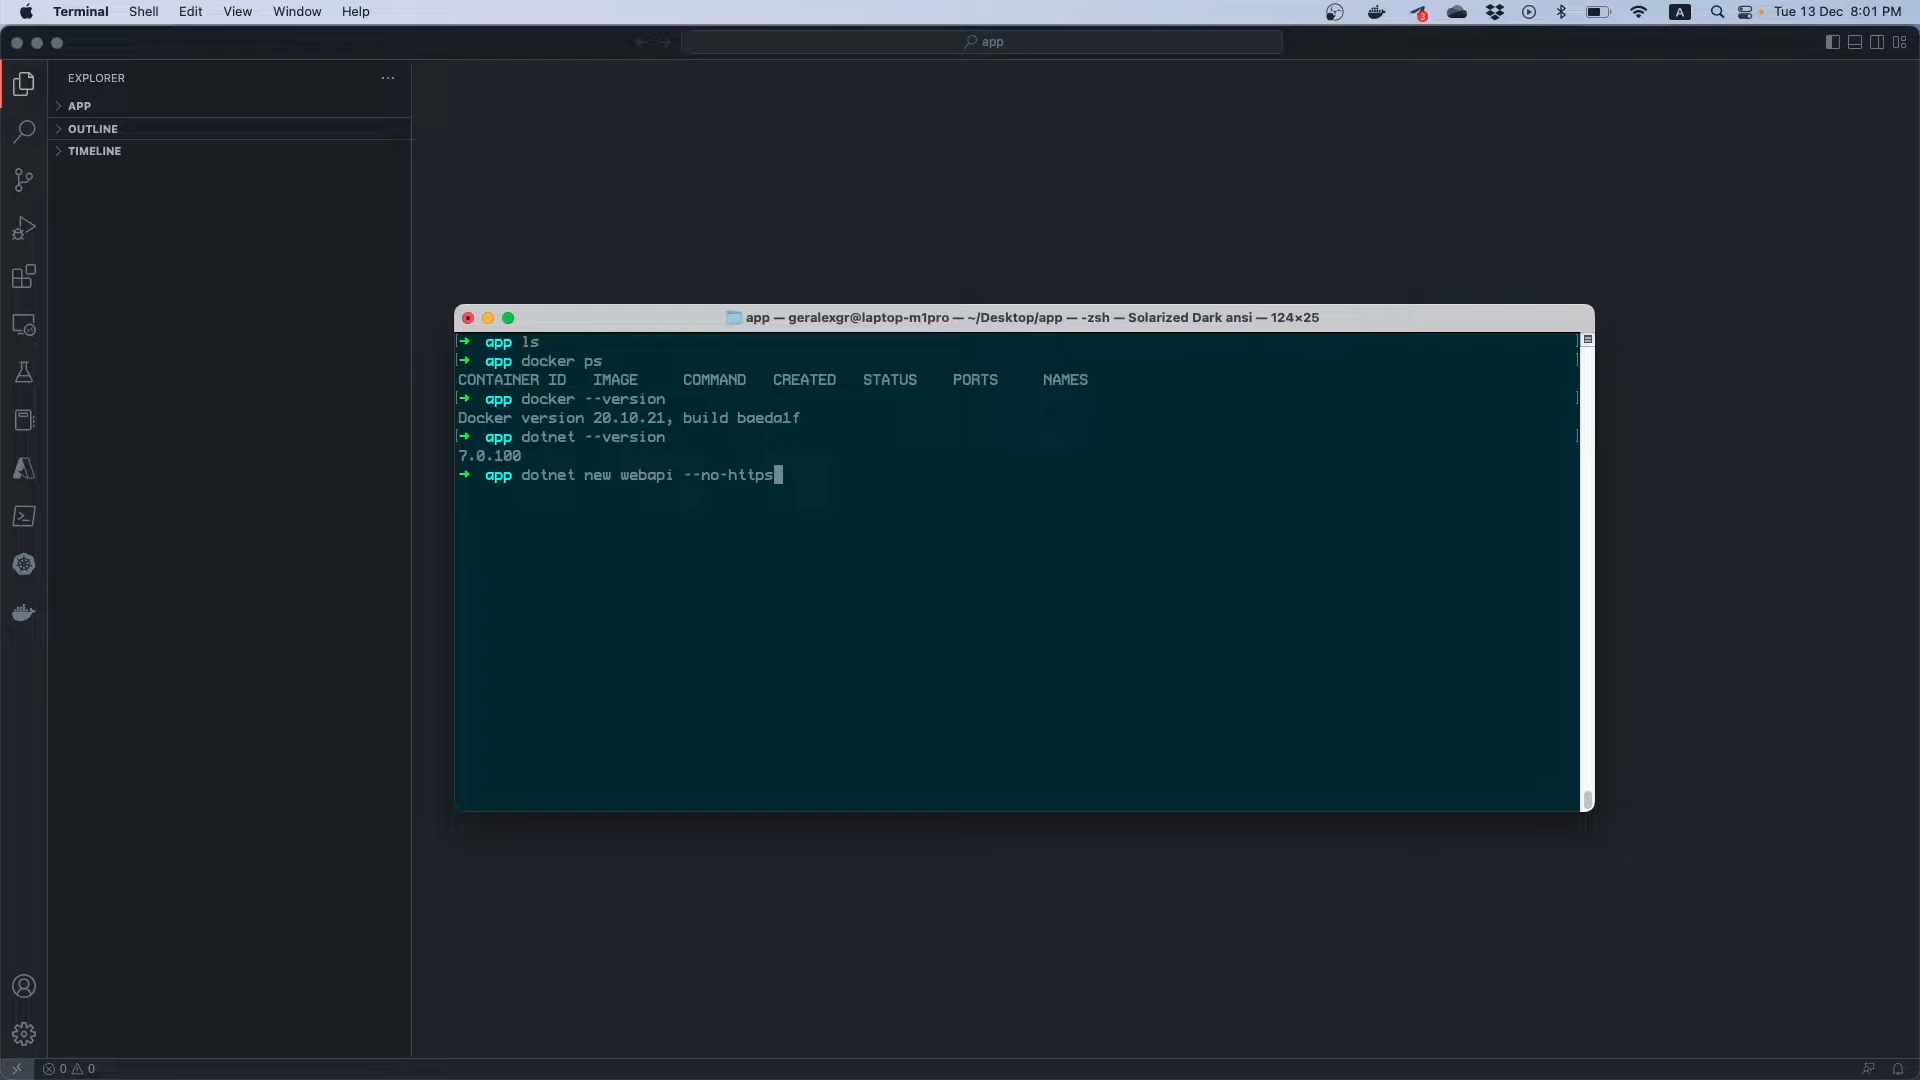 Terminal Shell Edit View Window Help
3
A
Tue 13 Dec 8:01 PM
app
EXPLORER
APP
OUTLINE
TIMELINE
app — geralexgr@laptop-m1pro — ~/Desktop/app — -zsh — Solarized Dark ansi — 124×25
[➜ app ls ]
[➜ app docker ps ]
CONTAINER ID IMAGE COMMAND CREATED STATUS PORTS NAMES
[➜ app docker --version ]
Docker version 20.10.21, build baeda1f
[➜ app dotnet --version ]
7.0.100
➜ app dotnet new webapi --no-https
0 0